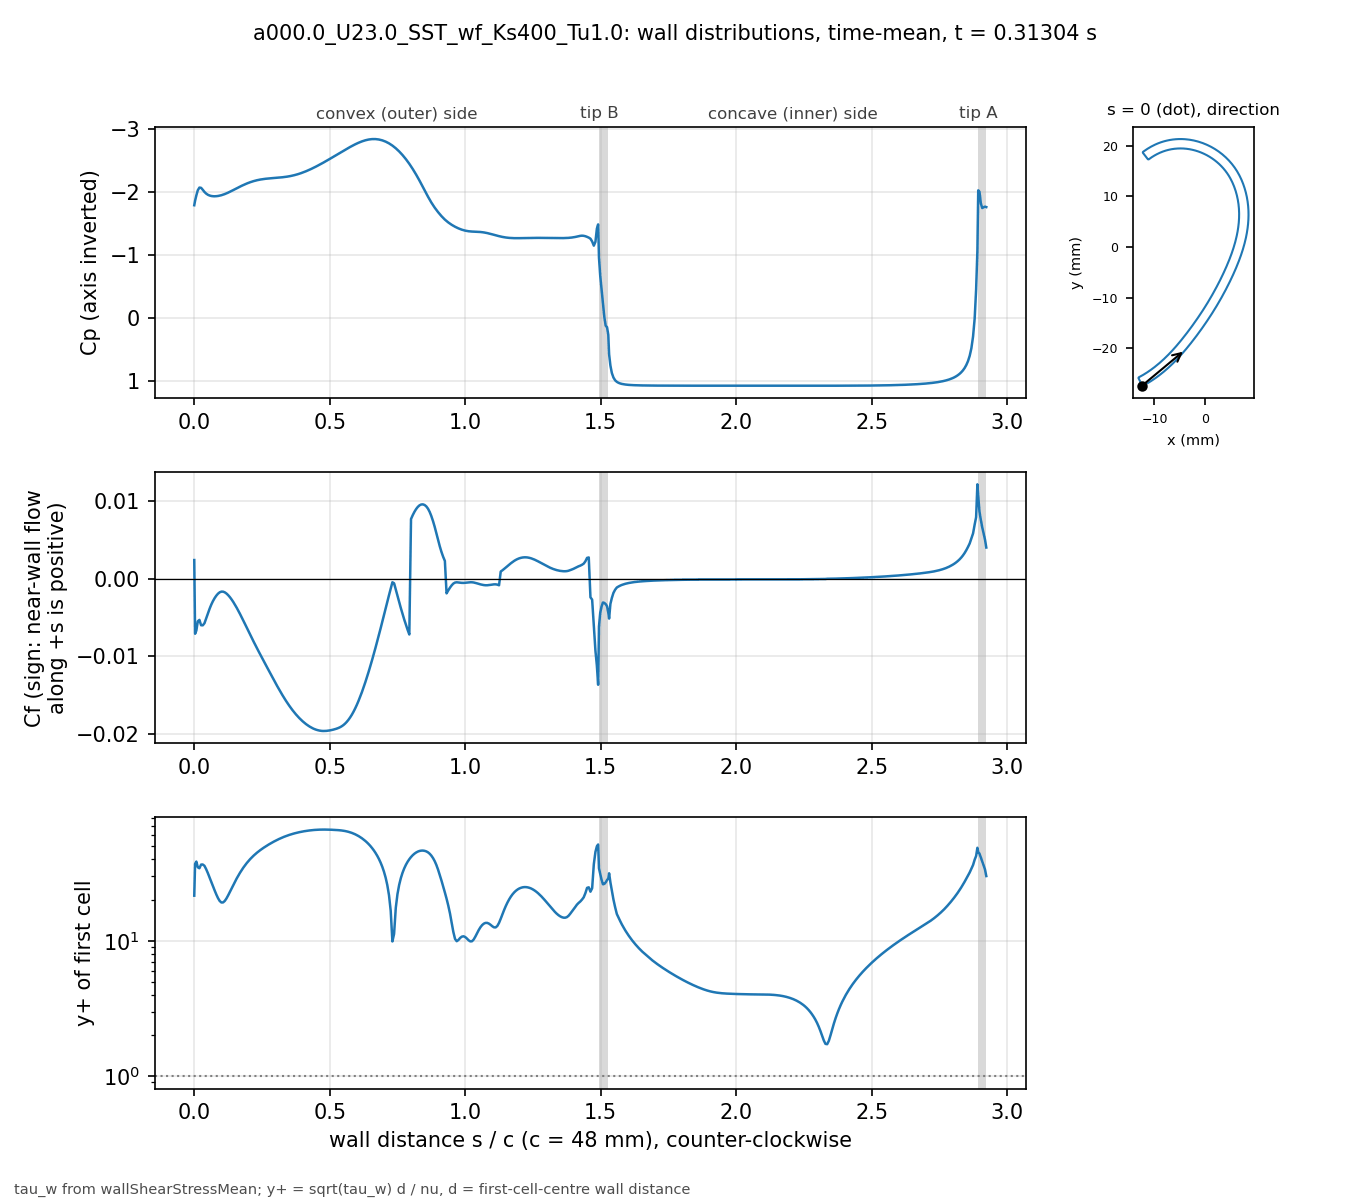 a000.0_U23.0_SST_wf_Ks400_Tu1.0: wall distributions, time-mean, t = 0.31304 s
convex (outer) side
tip B
concave (inner) side
tip A
s = 0 (dot), direction
Cp (axis inverted)
−3
−2
−1
0
1
0.0 0.5 1.0 1.5 2.0 2.5 3.0
y (mm)
20
10
0
−10
−20
−10 0
x (mm)
Cf (sign: near-wall flow
along +s is positive)
0.01
0.00
−0.01
−0.02
0.0 0.5 1.0 1.5 2.0 2.5 3.0
y+ of first cell
10¹
10⁰
0.0 0.5 1.0 1.5 2.0 2.5 3.0
wall distance s / c (c = 48 mm), counter-clockwise
tau_w from wallShearStressMean; y+ = sqrt(tau_w) d / nu, d = first-cell-centre wall distance